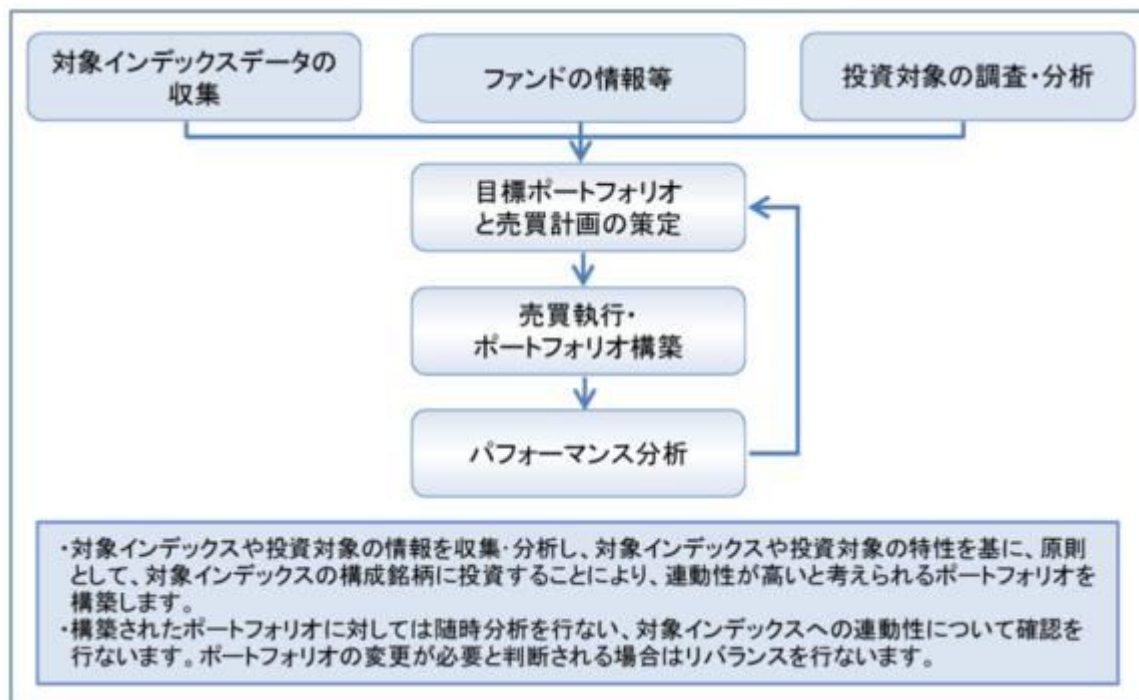 対象インデックスデータの
収集
ファンドの情報等
投資対象の調査・分析
目標ポートフォリオ
と売買計画の策定
売買執行・
ポートフォリオ構築
パフォーマンス分析
・対象インデックスや投資対象の情報を収集・分析し、対象インデックスや投資対象の特性を基に、原則
として、対象インデックスの構成銘柄に投資することにより、連動性が高いと考えられるポートフォリオを
構築します。
・構築されたポートフォリオに対しては随時分析を行ない、対象インデックスへの連動性について確認を
行ないます。ポートフォリオの変更が必要と判断される場合はリバランスを行ないます。